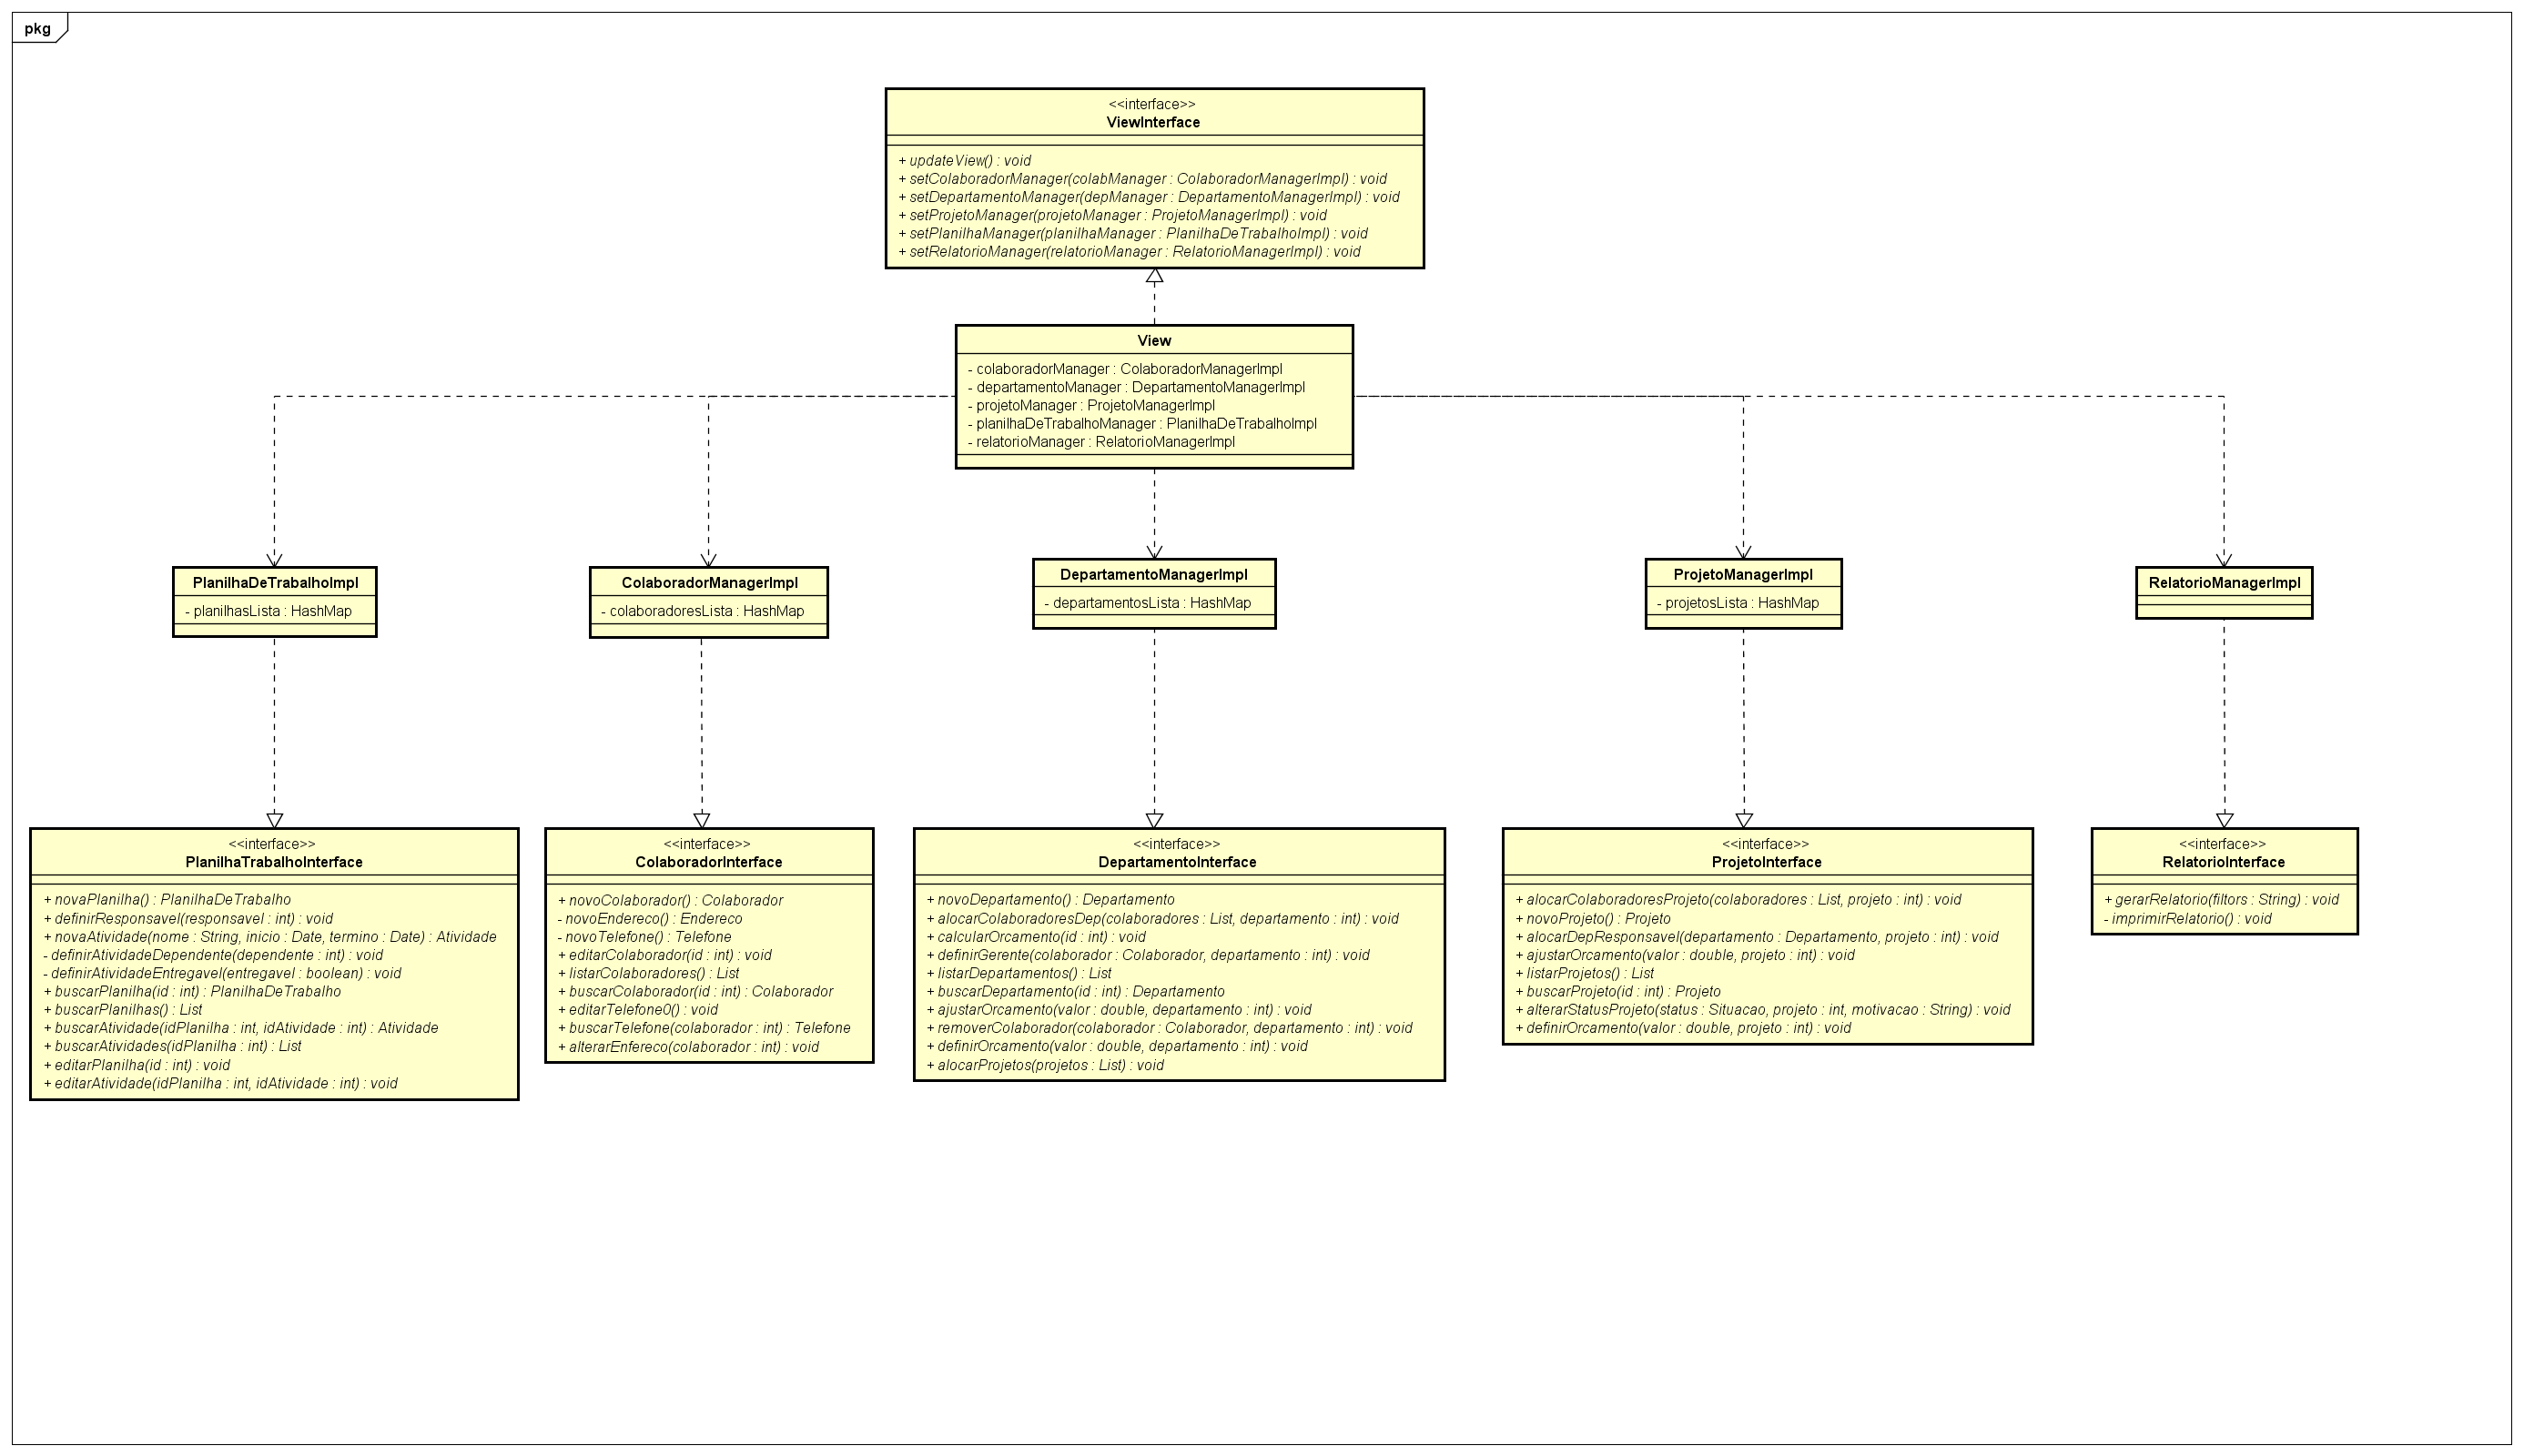 pkg
<<interface>>
ViewInterface
+ updateView() : void
+ setColaboradorManager(colabManager : ColaboradorManagerImpl) : void
+ setDepartamentoManager(depManager : DepartamentoManagerImpl) : void
+ setProjetoManager(projetoManager : ProjetoManagerImpl) : void
+ setPlanilhaManager(planilhaManager : PlanilhaDeTrabalhoImpl) : void
+ setRelatorioManager(relatorioManager : RelatorioManagerImpl) : void
View
- colaboradorManager : ColaboradorManagerImpl
- departamentoManager : DepartamentoManagerImpl
- projetoManager : ProjetoManagerImpl
- planilhaDeTrabalhoManager : PlanilhaDeTrabalhoImpl
- relatorioManager : RelatorioManagerImpl
PlanilhaDeTrabalhoImpl
- planilhasLista : HashMap
ColaboradorManagerImpl
- colaboradoresLista : HashMap
DepartamentoManagerImpl
- departamentosLista : HashMap
ProjetoManagerImpl
- projetosLista : HashMap
RelatorioManagerImpl
<<interface>>
PlanilhaTrabalhoInterface
+ novaPlanilha() : PlanilhaDeTrabalho
+ definirResponsavel(responsavel : int) : void
+ novaAtividade(nome : String, inicio : Date, termino : Date) : Atividade
- definirAtividadeDependente(dependente : int) : void
- definirAtividadeEntregavel(entregavel : boolean) : void
+ buscarPlanilha(id : int) : PlanilhaDeTrabalho
+ buscarPlanilhas() : List
+ buscarAtividade(idPlanilha : int, idAtividade : int) : Atividade
+ buscarAtividades(idPlanilha : int) : List
+ editarPlanilha(id : int) : void
+ editarAtividade(idPlanilha : int, idAtividade : int) : void
<<interface>>
ColaboradorInterface
+ novoColaborador() : Colaborador
- novoEndereco() : Endereco
- novoTelefone() : Telefone
+ editarColaborador(id : int) : void
+ listarColaboradores() : List
+ buscarColaborador(id : int) : Colaborador
+ editarTelefone0() : void
+ buscarTelefone(colaborador : int) : Telefone
+ alterarEnfereco(colaborador : int) : void
<<interface>>
DepartamentoInterface
+ novoDepartamento() : Departamento
+ alocarColaboradoresDep(colaboradores : List, departamento : int) : void
+ calcularOrcamento(id : int) : void
+ definirGerente(colaborador : Colaborador, departamento : int) : void
+ listarDepartamentos() : List
+ buscarDepartamento(id : int) : Departamento
+ ajustarOrcamento(valor : double, departamento : int) : void
+ removerColaborador(colaborador : Colaborador, departamento : int) : void
+ definirOrcamento(valor : double, departamento : int) : void
+ alocarProjetos(projetos : List) : void
<<interface>>
ProjetoInterface
+ alocarColaboradoresProjeto(colaboradores : List, projeto : int) : void
+ novoProjeto() : Projeto
+ alocarDepResponsavel(departamento : Departamento, projeto : int) : void
+ ajustarOrcamento(valor : double, projeto : int) : void
+ listarProjetos() : List
+ buscarProjeto(id : int) : Projeto
+ alterarStatusProjeto(status : Situacao, projeto : int, motivacao : String) : void
+ definirOrcamento(valor : double, projeto : int) : void
<<interface>>
RelatorioInterface
+ gerarRelatorio(filtors : String) : void
- imprimirRelatorio() : void